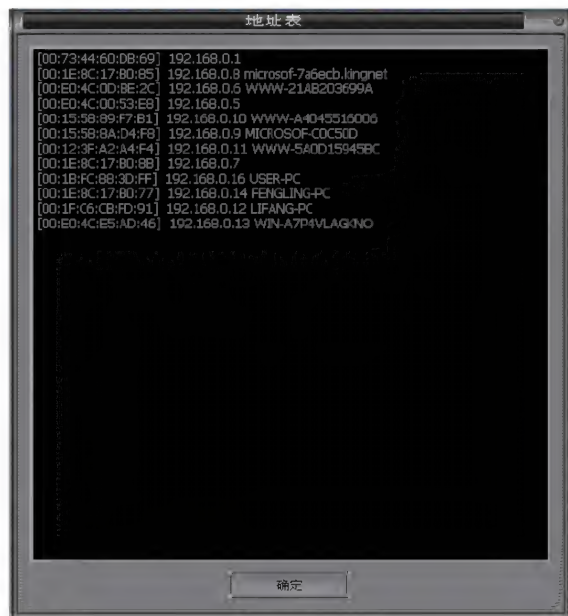 地址表
[00:73:44:60:DB:69] 192.168.0.1
[00:1E:8C:17:B0:85] 192.168.0.8 microsof-7a6ecb.kingnet
[00:E0:4C:0D:BE:2C] 192.168.0.6 WWW-21AB203699A
[00:E0:4C:00:53:E8] 192.168.0.5
[00:15:58:89:F7:B1] 192.168.0.10 WWW-A4045516006
[00:15:58:8A:D4:F8] 192.168.0.9 MICROSOF-C0C50D
[00:12:3F:A2:A4:F4] 192.168.0.11 WWW-5A0D15945BC
[00:1E:8C:17:B0:8B] 192.168.0.7
[00:1B:FC:88:3D:FF] 192.168.0.16 USER-PC
[00:1E:8C:17:B0:77] 192.168.0.14 FENGLING-PC
[00:1F:C6:CB:FD:91] 192.168.0.12 LIFANG-PC
[00:E0:4C:E5:AD:46] 192.168.0.13 WIN-A7P4VLAGKNO
确定